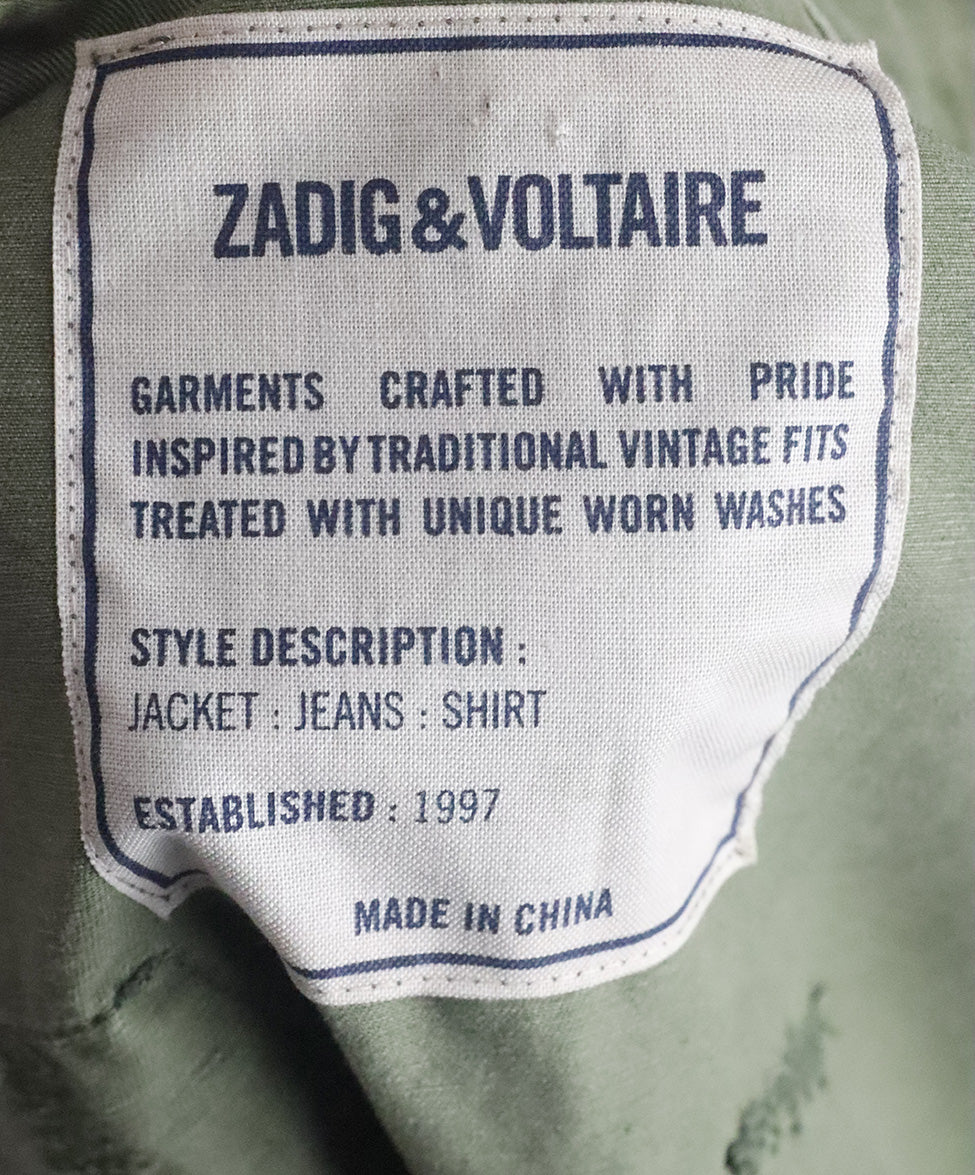 ZADIG&VOLTAIRE
GARMENTS CRAFTED WITH PRIDE
INSPIRED BY TRADITIONAL VINTAGE FITS
TREATED WITH UNIQUE WORN WASHES
STYLE DESCRIPTION :
JACKET : JEANS : SHIRT
ESTABLISHED : 1997
MADE IN CHINA